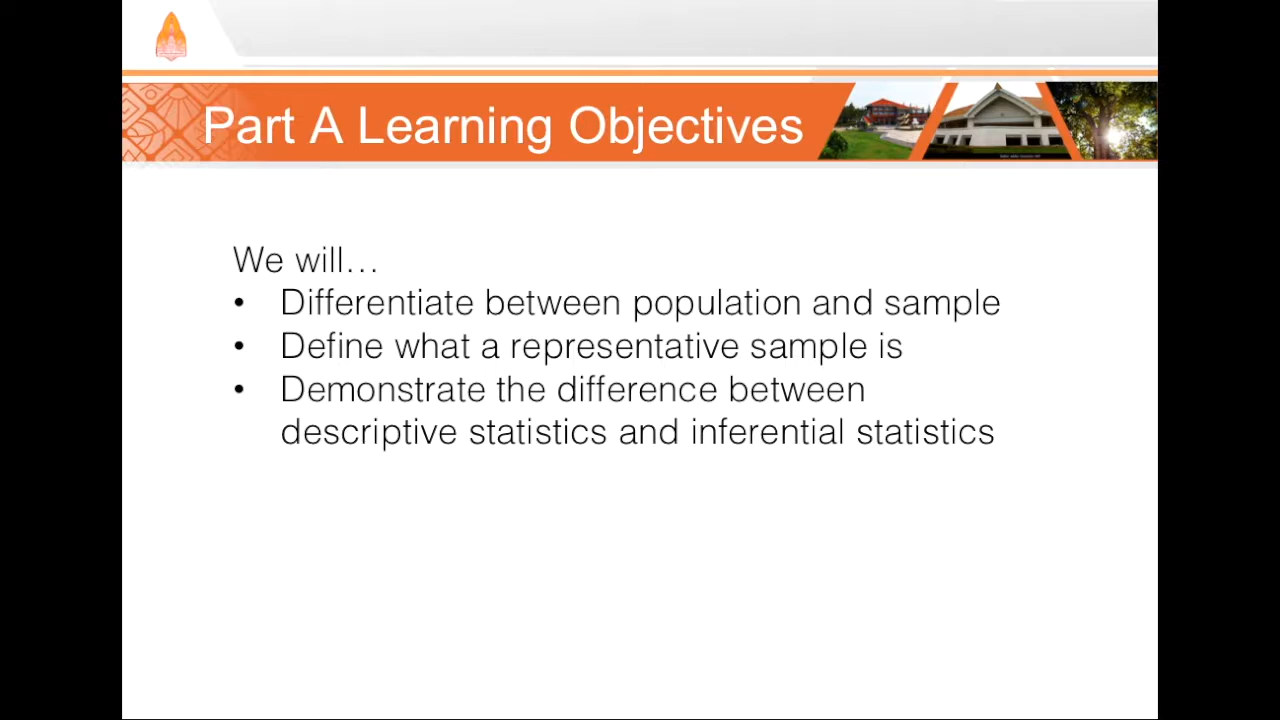 Part A Learning Objectives
We will…
• Differentiate between population and sample
• Define what a representative sample is
• Demonstrate the difference between
descriptive statistics and inferential statistics